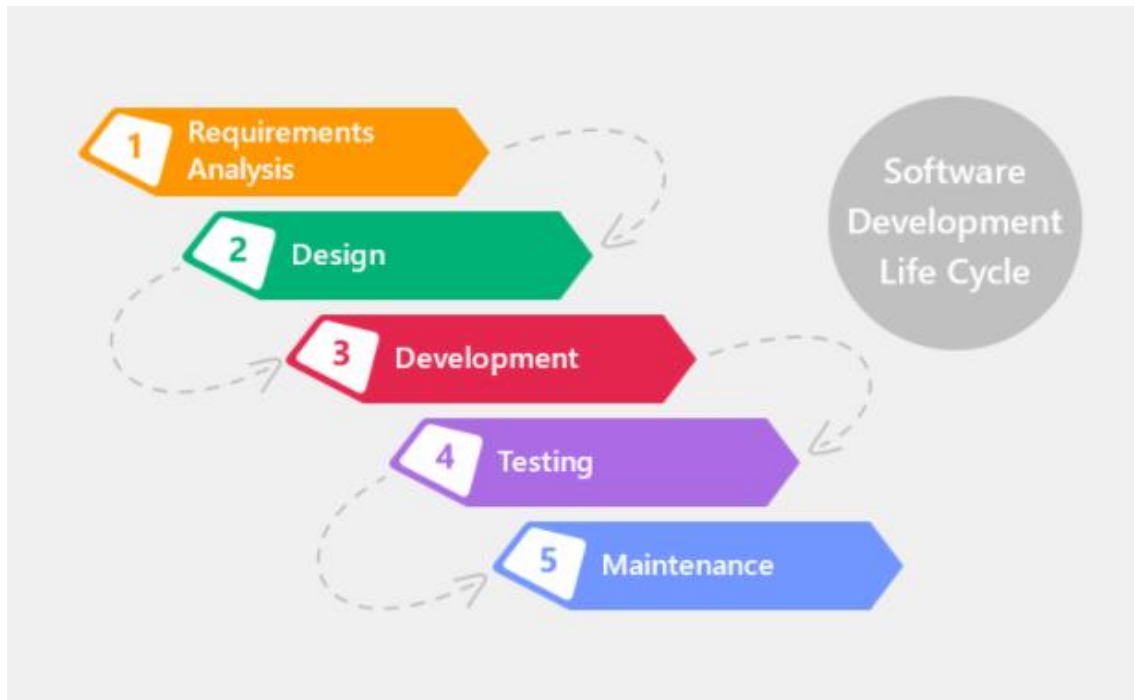 1
Requirements
Analysis
2
Design
3
Development
4
Testing
5
Maintenance
Software
Development
Life Cycle